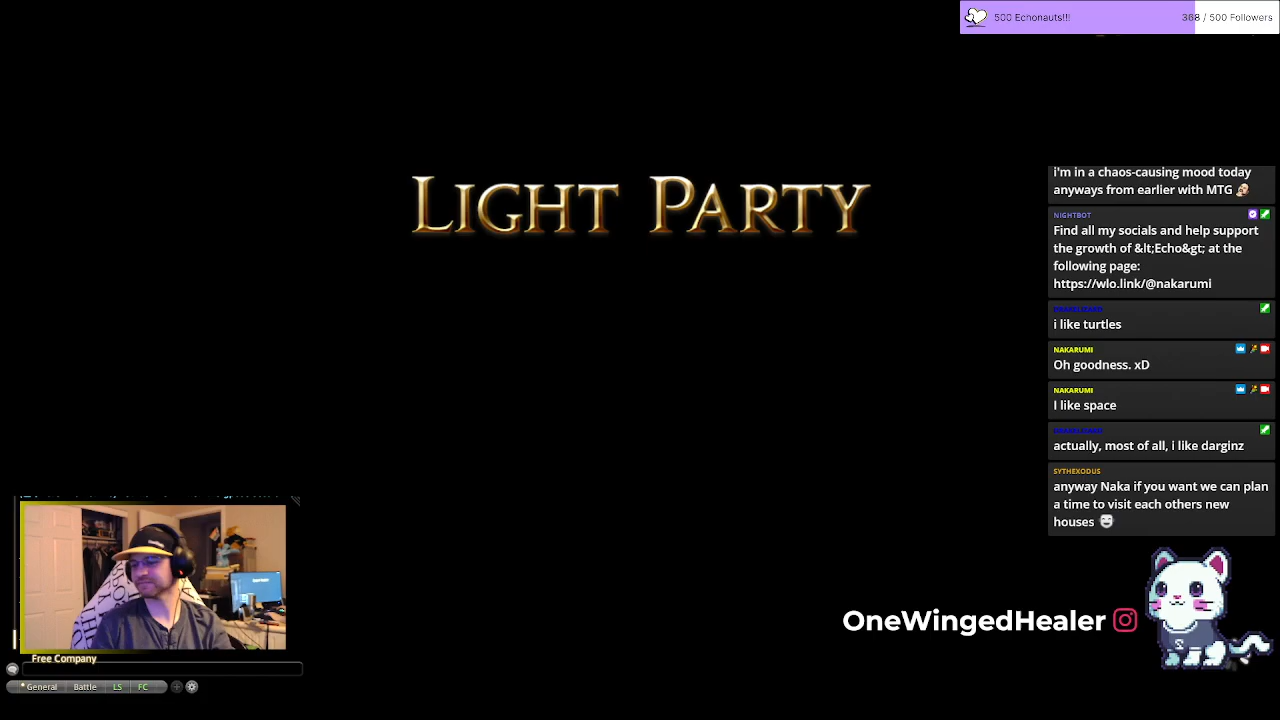 500 Echonauts!!!
368 / 500 Followers
LIGHT PARTY
i'm in a chaos-causing mood today
anyways from earlier with MTG
NIGHTBOT
Find all my socials and help support
the growth of &lt;Echo&gt; at the
following page:
https://wlo.link/@nakarumi
i like turtles
NAKARUMI
Oh goodness. xD
NAKARUMI
I like space
actually, most of all, i like darginz
SYTHEXODUS
anyway Naka if you want we can plan
a time to visit each others new
houses
OneWingedHealer
Free Company
General Battle LS FC